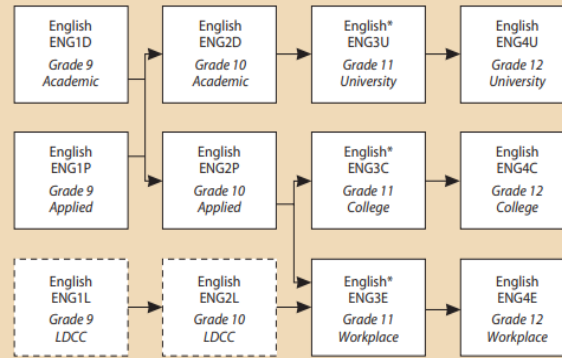 English
ENG1D
Grade 9
Academic
English
ENG2D
Grade 10
Academic
English*
ENG3U
Grade 11
University
English
ENG4U
Grade 12
University
English
ENG1P
Grade 9
Applied
English
ENG2P
Grade 10
Applied
English*
ENG3C
Grade 11
College
English
ENG4C
Grade 12
College
English
ENG1L
Grade 9
LDCC
English
ENG2L
Grade 10
LDCC
English*
ENG3E
Grade 11
Workplace
English
ENG4E
Grade 12
Workplace